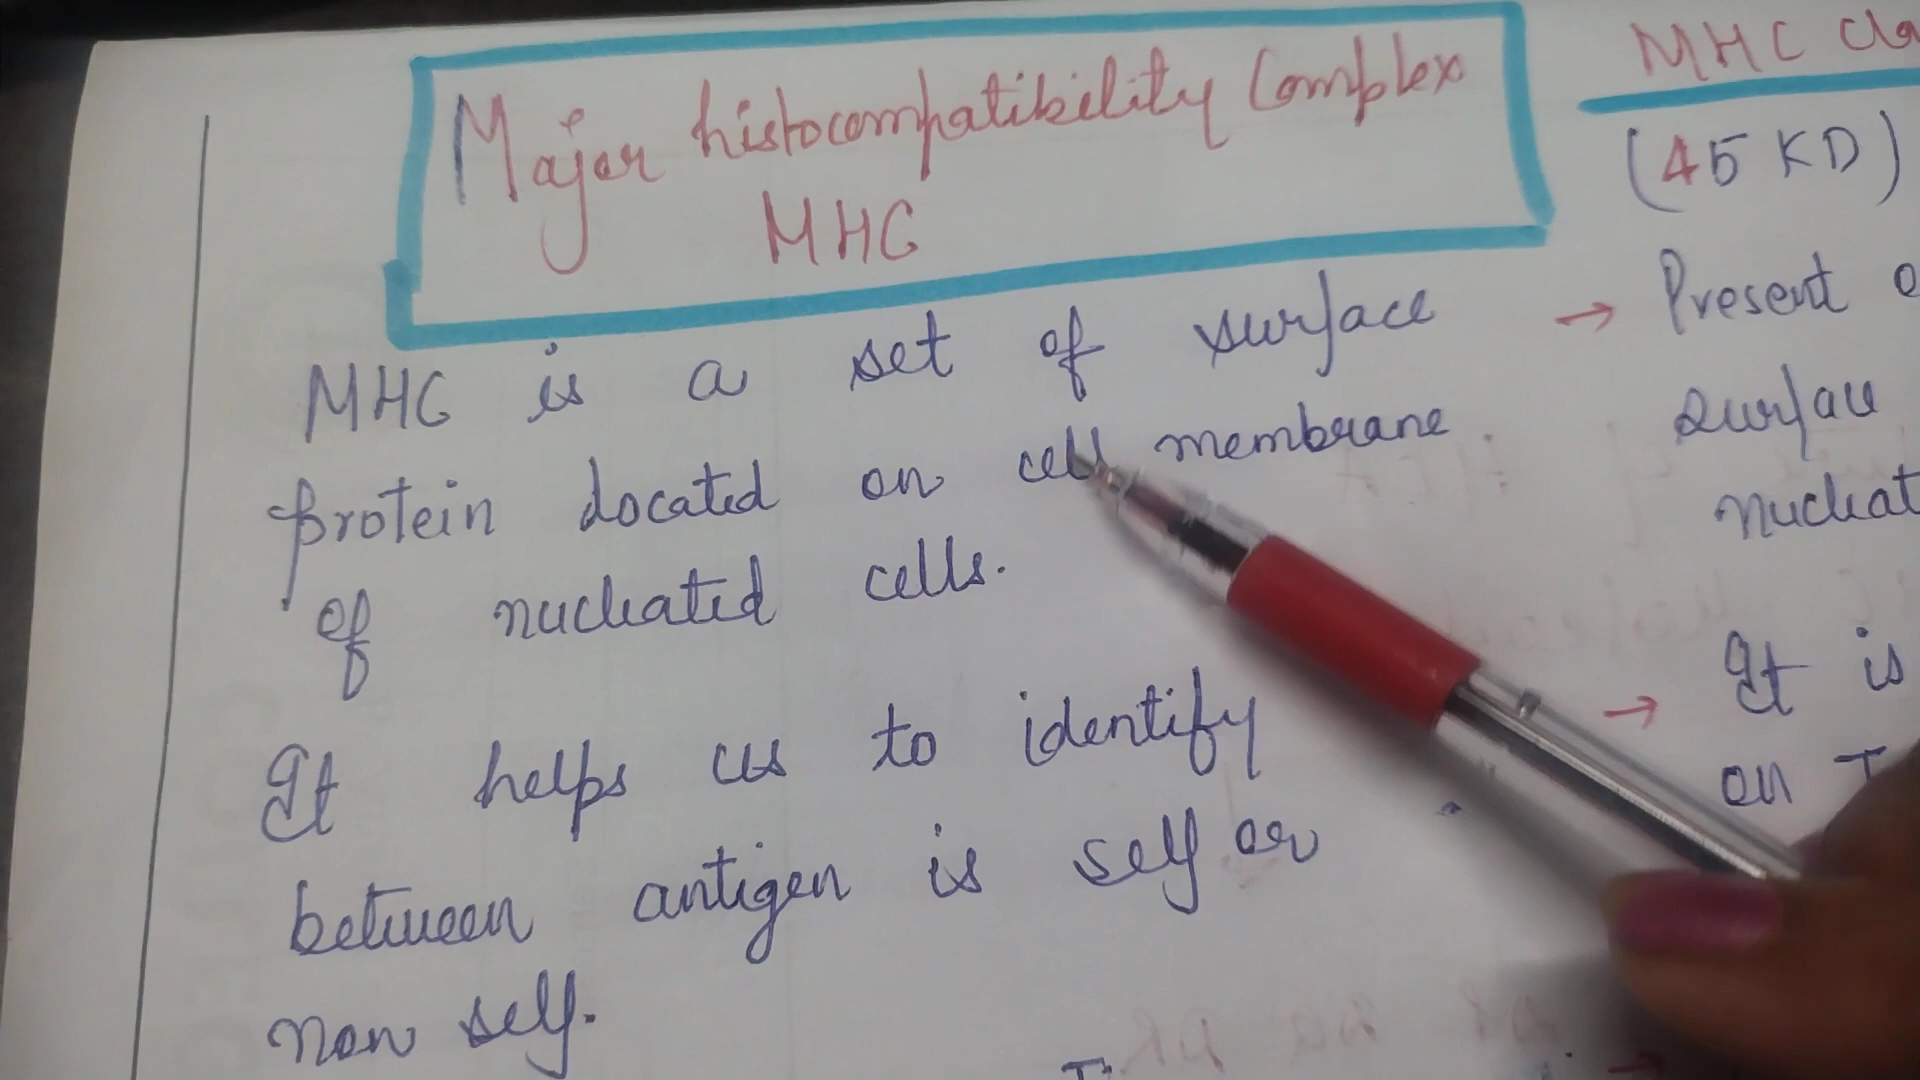 Major histocompatibility Complex
MHC
MHC is a set of surface
protein located on cell membrane
of nucleated cells.
It helps us to identify
between antigen is self or
non self.
MHC Cla
(45 KD)
→ Present o
surface
nucleat
→ It is
on T